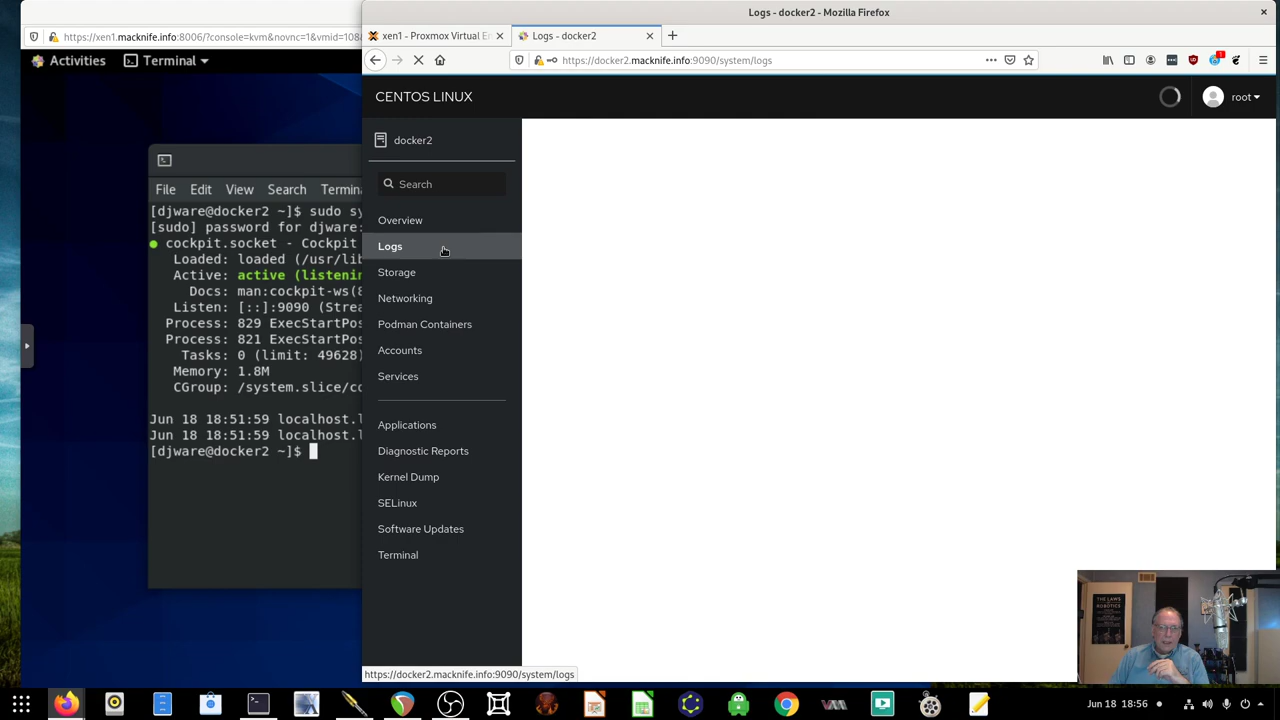 Logs - docker2 - Mozilla Firefox
xen1 - Proxmox Virtual En
Logs - docker2
https://xen1.macknife.info:8006/?console=kvm&novnc=1&vmid=108
https://docker2.macknife.info:9090/system/logs
1
Activities
Terminal
CENTOS LINUX
root
docker2
Search
Overview
Logs
Storage
Networking
Podman Containers
Accounts
Services
Applications
Diagnostic Reports
Kernel Dump
SELinux
Software Updates
Terminal
File Edit View Search Termin
[djware@docker2 ~]$ sudo sy
[sudo] password for djware:
● cockpit.socket - Cockpit
Loaded: loaded (/usr/lib
Active: active (listenin
Docs: man:cockpit-ws(8
Listen: [::]:9090 (Strea
Process: 829 ExecStartPos
Process: 821 ExecStartPos
Tasks: 0 (limit: 49628)
Memory: 1.8M
CGroup: /system.slice/co
Jun 18 18:51:59 localhost.l
Jun 18 18:51:59 localhost.l
[djware@docker2 ~]$
THE LAWS
ROBOTICS
https://docker2.macknife.info:9090/system/logs
Jun 18 18:56